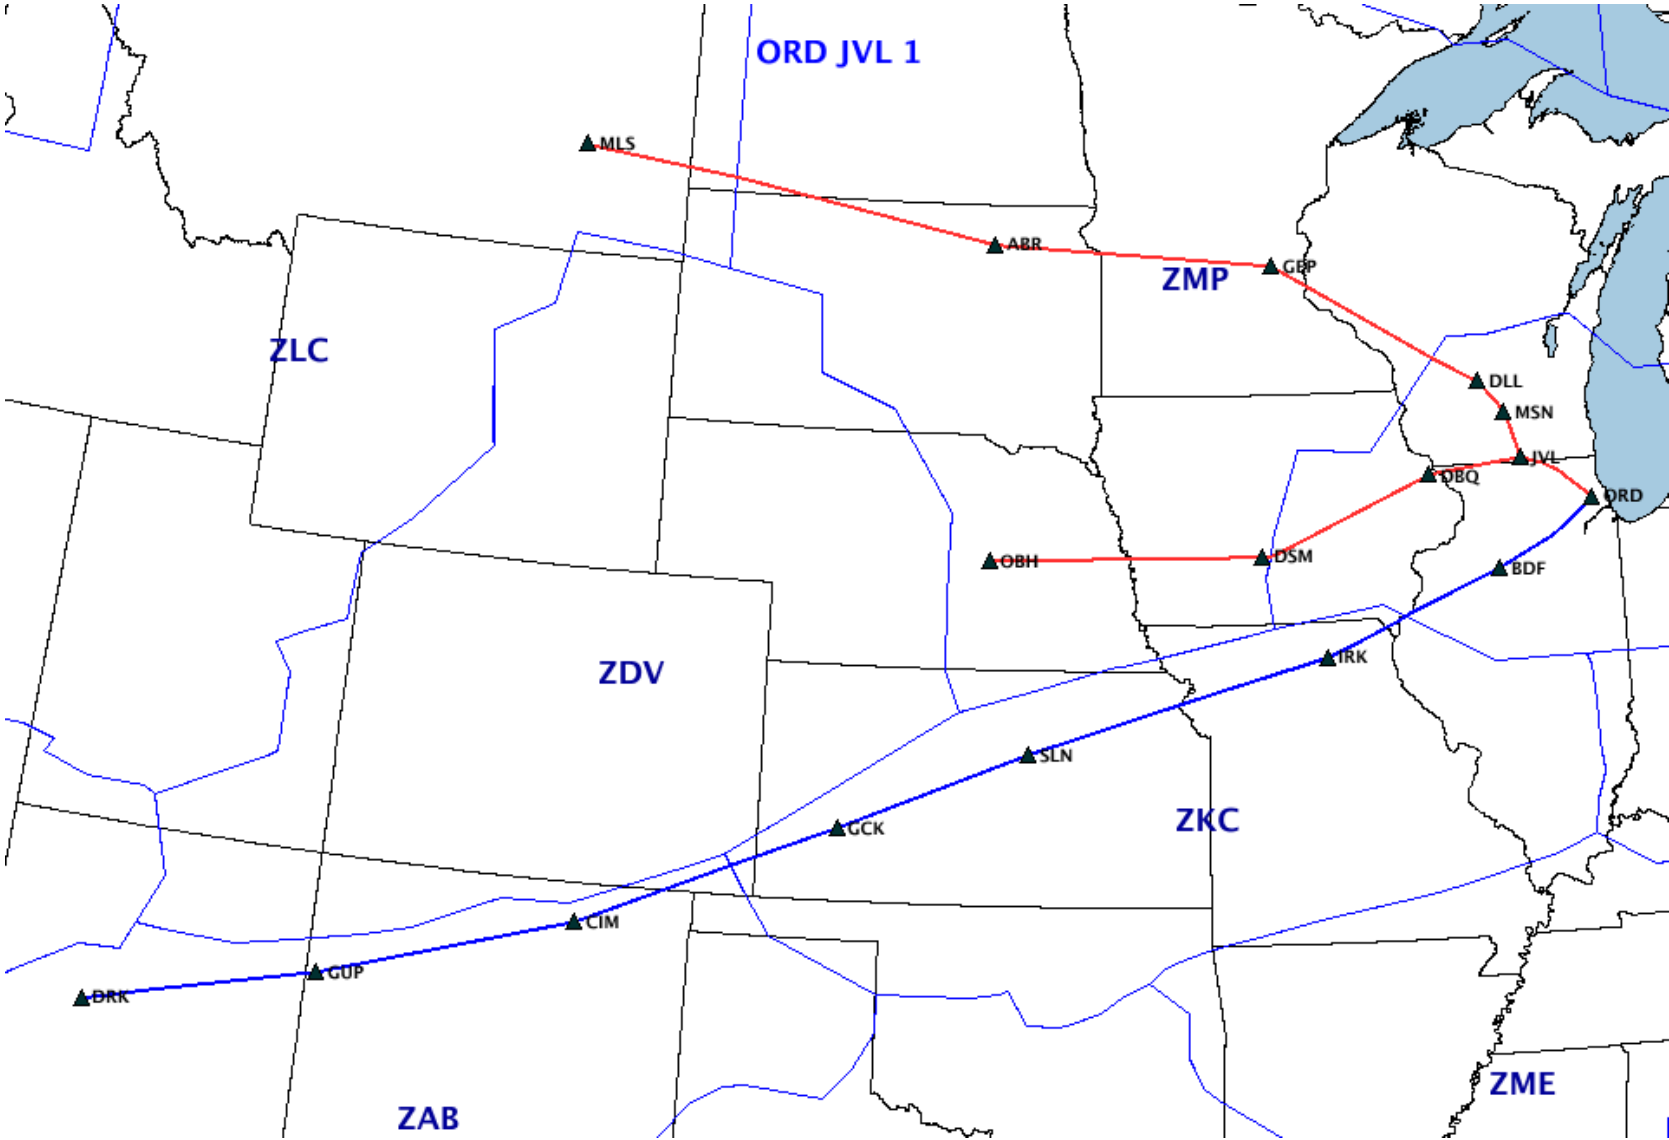 ORD JVL 1
MLS
ABR
GEP
ZMP
ZLC
DLL
MSN
JVL
DBQ
ORD
OBH
DSM
BDF
IRK
ZDV
SLN
ZKC
GCK
CIM
GUP
DRK
ZME
ZAB